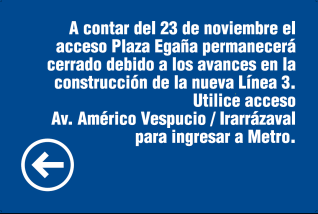 A contar del 23 de noviembre el
acceso Plaza Egaña permanecerá
cerrado debido a los avances en la
construcción de la nueva Línea 3.
Utilice acceso
Av. Américo Vespucio / Irarrázaval
para ingresar a Metro.